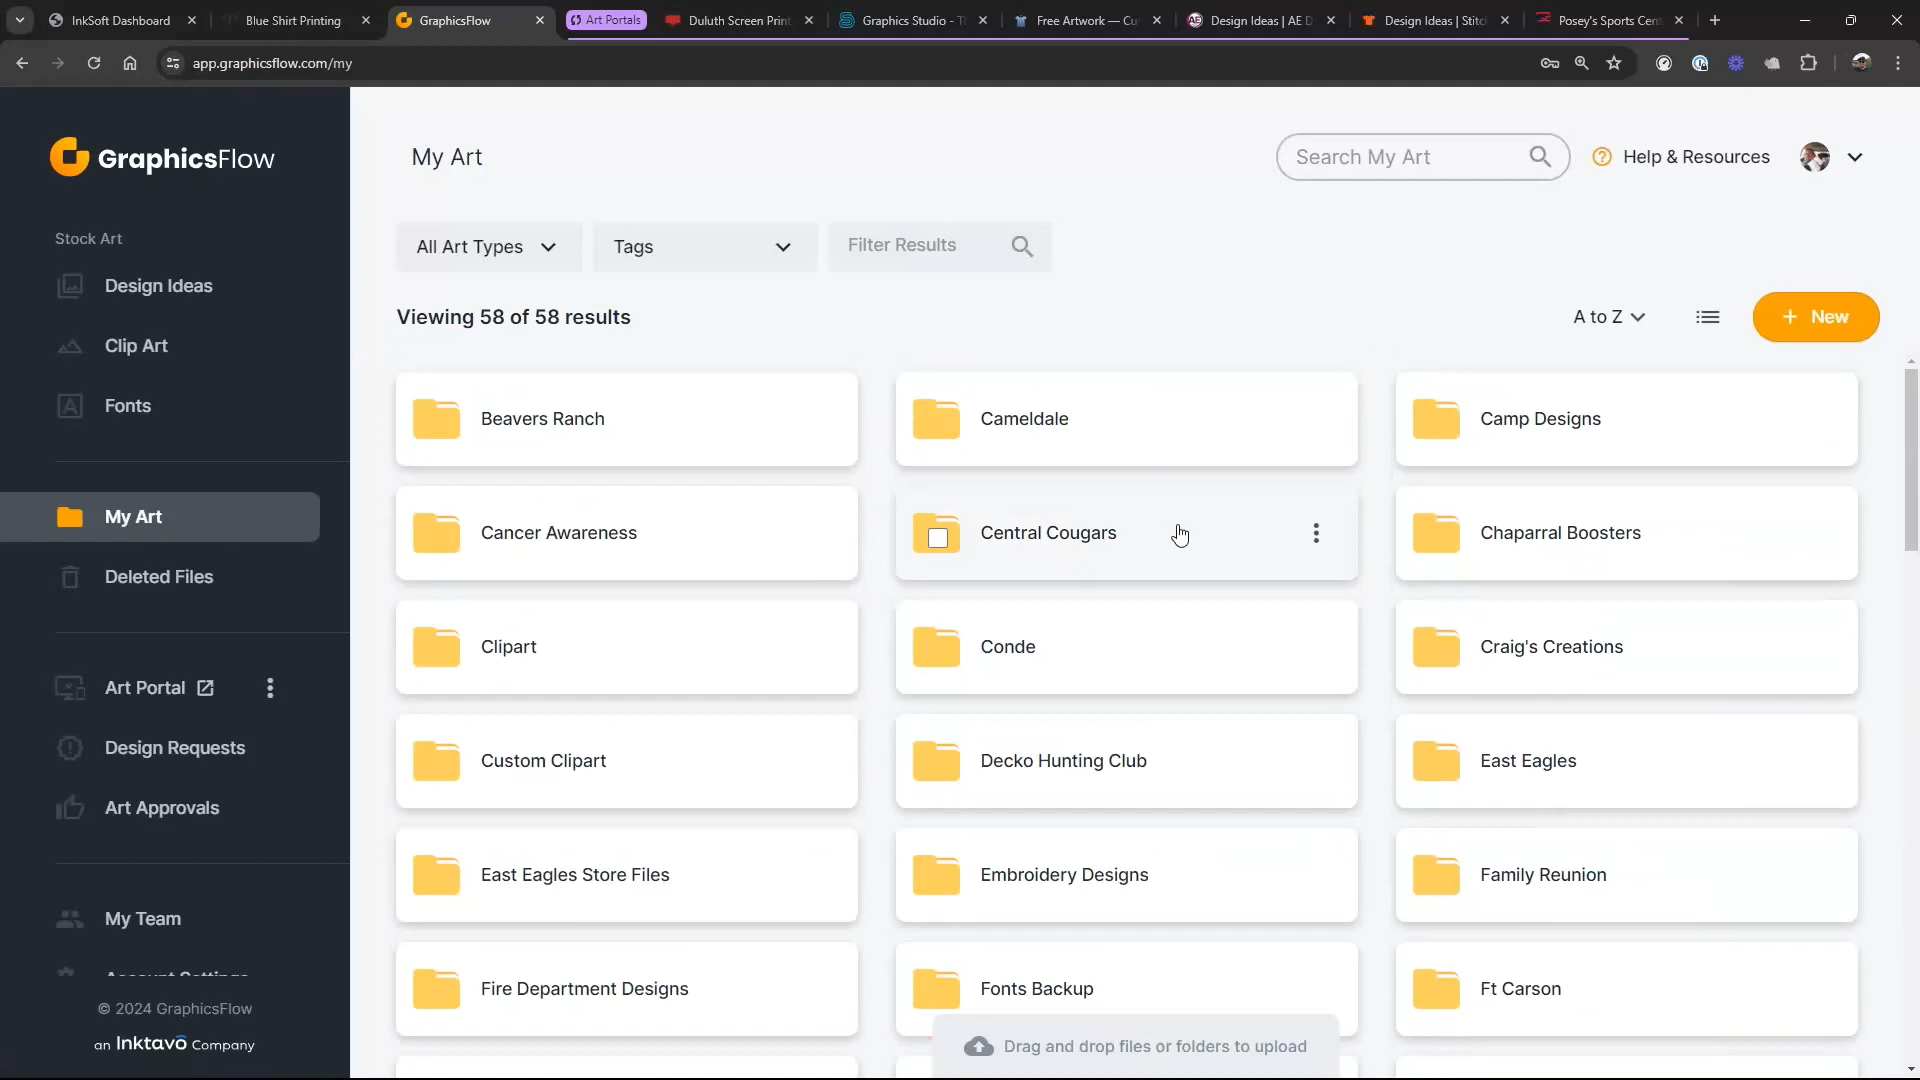 InkSoft Dashboard
Blue Shirt Printing
GraphicsFlow
Art Portals
Duluth Screen Print
Graphics Studio - T
Free Artwork — Cu
Design Ideas | AE D
Design Ideas | Stitc
Posey's Sports Cent
app.graphicsflow.com/my
GraphicsFlow
My Art
Search My Art
Help & Resources
Stock Art
All Art Types
Tags
Filter Results
Design Ideas
Viewing 58 of 58 results
A to Z
+ New
Clip Art
Fonts
Beavers Ranch
Cameldale
Camp Designs
My Art
Cancer Awareness
Central Cougars
Chaparral Boosters
Deleted Files
Clipart
Conde
Craig's Creations
Art Portal
Design Requests
Custom Clipart
Decko Hunting Club
East Eagles
Art Approvals
East Eagles Store Files
Embroidery Designs
Family Reunion
My Team
Account Settings
Fire Department Designs
Fonts Backup
Ft Carson
© 2024 GraphicsFlow
an Inktavo Company
Drag and drop files or folders to upload